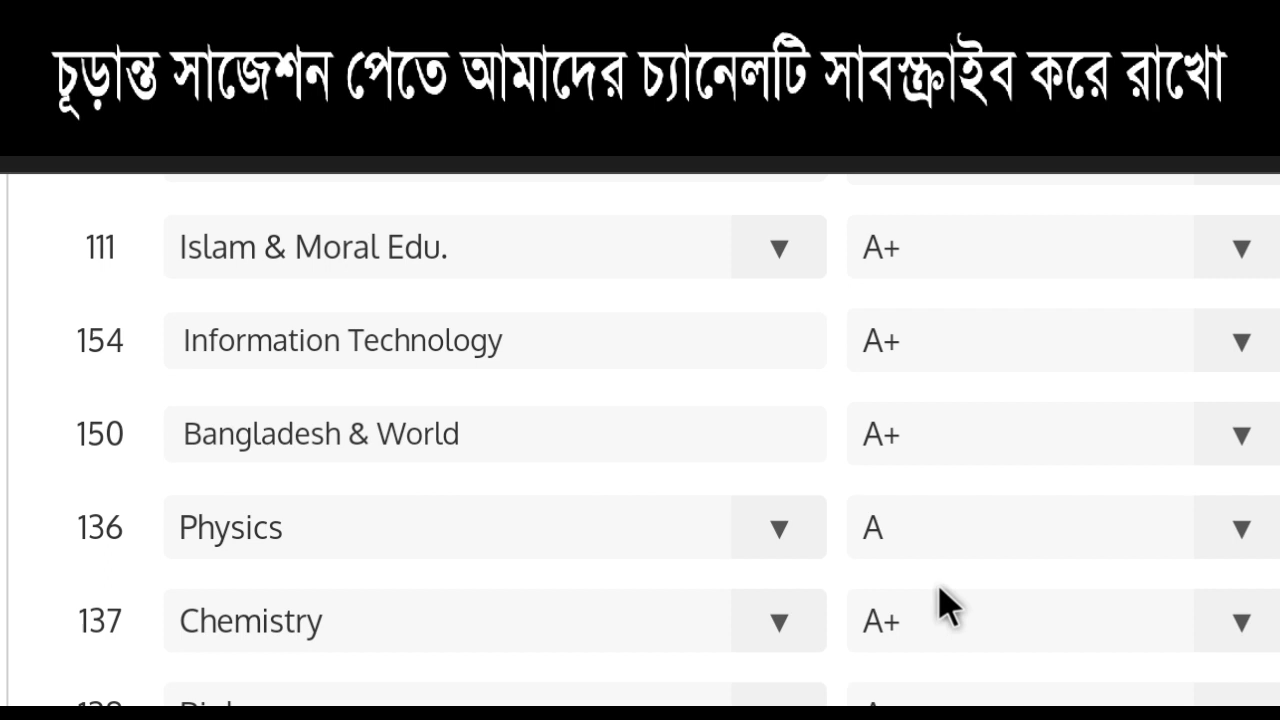 চূড়ান্ত সাজেশন পেতে আমাদের চ্যানেলটি সাবস্ক্রাইব করে রাখো
111 Islam & Moral Edu. ▼ A+ ▼
154 Information Technology A+ ▼
150 Bangladesh & World A+ ▼
136 Physics ▼ A ▼
137 Chemistry ▼ A+ ▼